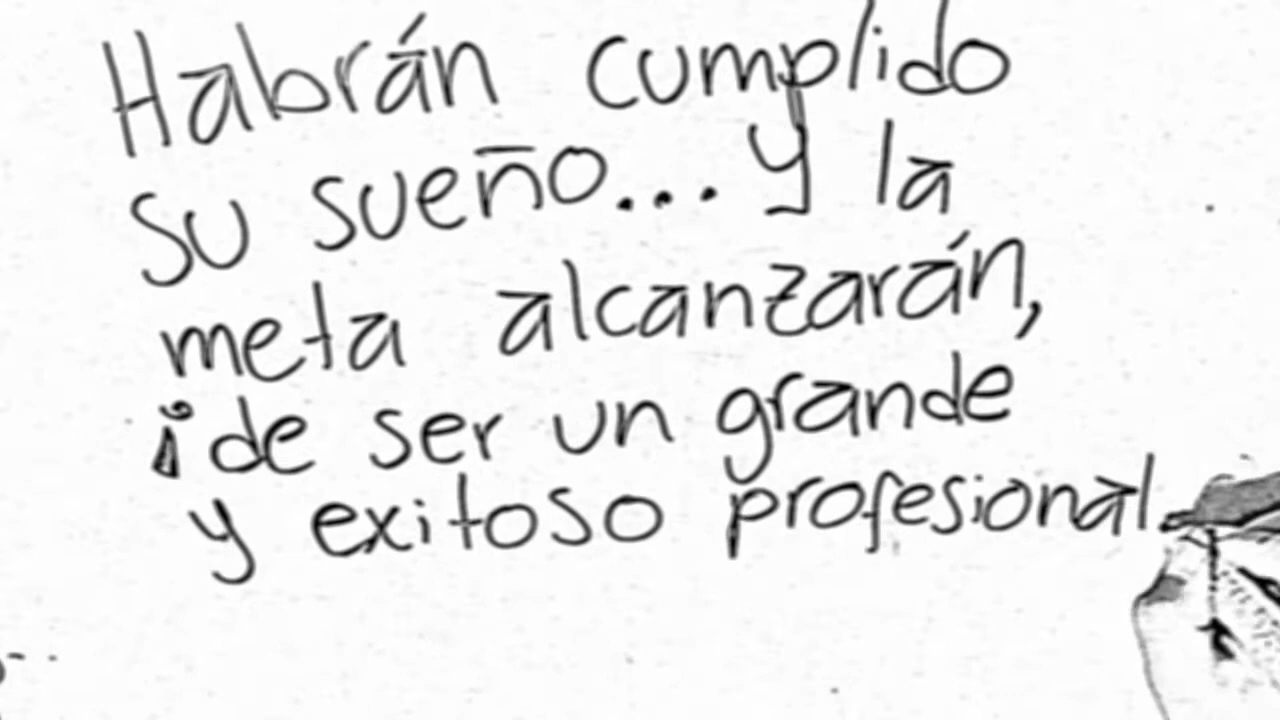 Habrán cumplido
su sueño... y la
meta alcanzarán,
¡de ser un grande
y exitoso profesional.